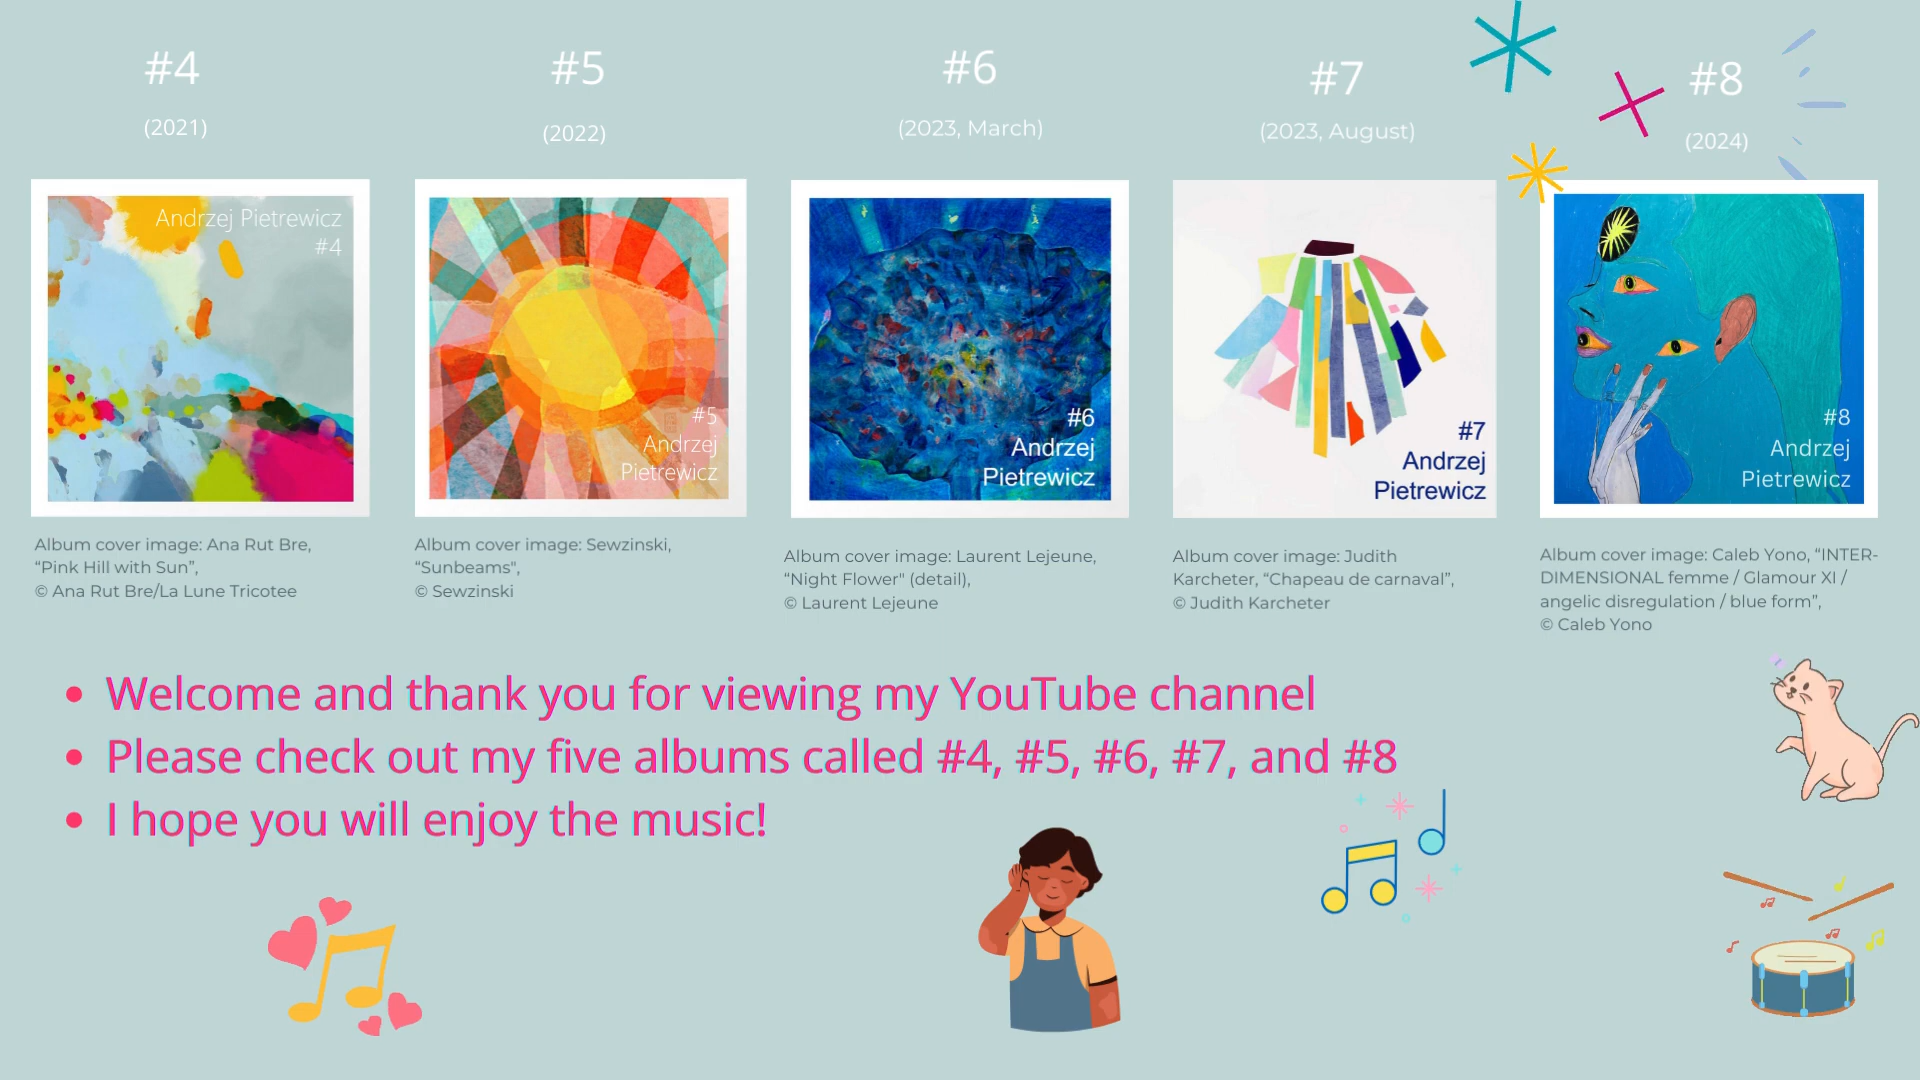 #4
(2021)
#5
(2022)
#6
(2023, March)
#7
(2023, August)
#8
(2024)
Andrzej Pietrewicz
#4
#5
Andrzej
Pietrewicz
#6
Andrzej
Pietrewicz
#7
Andrzej
Pietrewicz
#8
Andrzej
Pietrewicz
Album cover image: Ana Rut Bre,
“Pink Hill with Sun”,
© Ana Rut Bre/La Lune Tricotee
Album cover image: Sewzinski,
“Sunbeams",
© Sewzinski
Album cover image: Laurent Lejeune,
“Night Flower" (detail),
© Laurent Lejeune
Album cover image: Judith
Karcheter, “Chapeau de carnaval”,
© Judith Karcheter
Album cover image: Caleb Yono, “INTER-
DIMENSIONAL femme / Glamour XI /
angelic disregulation / blue form”,
© Caleb Yono
• Welcome and thank you for viewing my YouTube channel
• Please check out my five albums called #4, #5, #6, #7, and #8
• I hope you will enjoy the music!